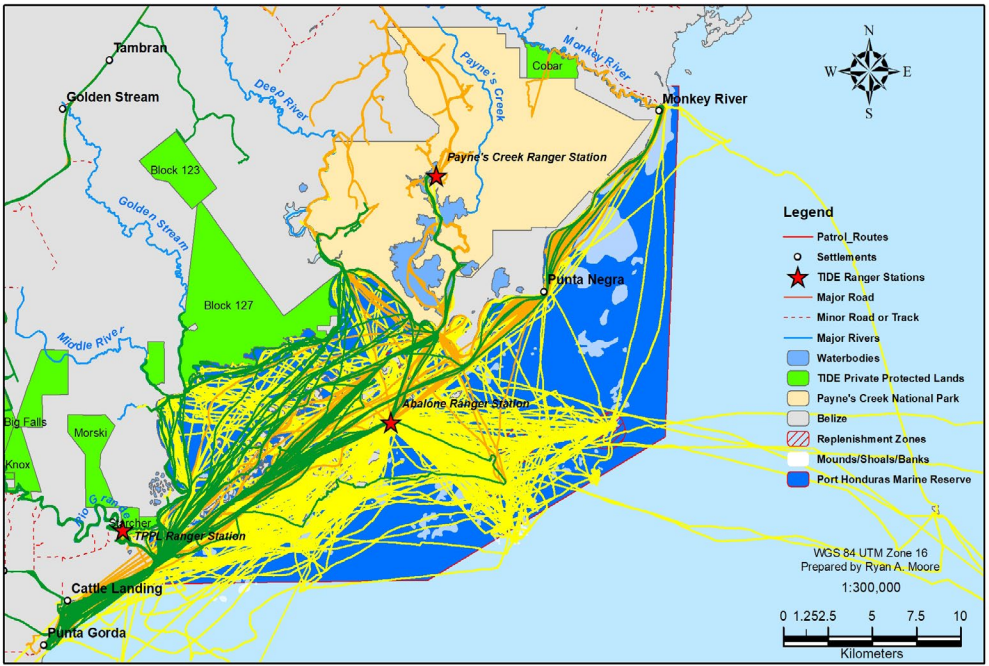 Tambran
Golden Stream
Deep River
Payne's Creek
Monkey River
Cobar
Monkey River
N
W
E
S
Payne's Creek Ranger Station
Block 123
Golden Stream
Block 127
Punta Negra
Middle River
Abalone Ranger Station
Big Falls
Morski
Knox
Rio Grande
TPPL Ranger Station
Cattle Landing
Punta Gorda
Legend
Patrol_Routes
Settlements
TIDE Ranger Stations
Major Road
Minor Road or Track
Major Rivers
Waterbodies
TIDE Private Protected Lands
Payne's Creek National Park
Belize
Replenishment Zones
Mounds/Shoals/Banks
Port Honduras Marine Reserve
WGS 84 UTM Zone 16
Prepared by Ryan A. Moore
1:300,000
0 1.25 2.5 5 7.5 10
Kilometers